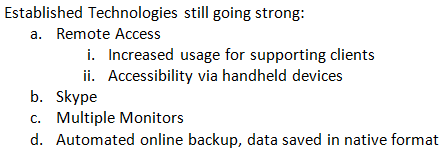 Established Technologies still going strong:
a. Remote Access
i. Increased usage for supporting clients
ii. Accessibility via handheld devices
b. Skype
c. Multiple Monitors
d. Automated online backup, data saved in native format